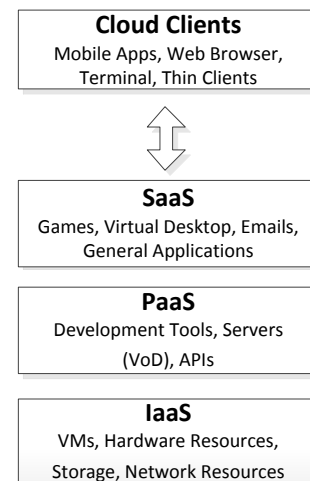 Cloud Clients
Mobile Apps, Web Browser,
Terminal, Thin Clients
SaaS
Games, Virtual Desktop, Emails,
General Applications
PaaS
Development Tools, Servers
(VoD), APIs
IaaS
VMs, Hardware Resources,
Storage, Network Resources